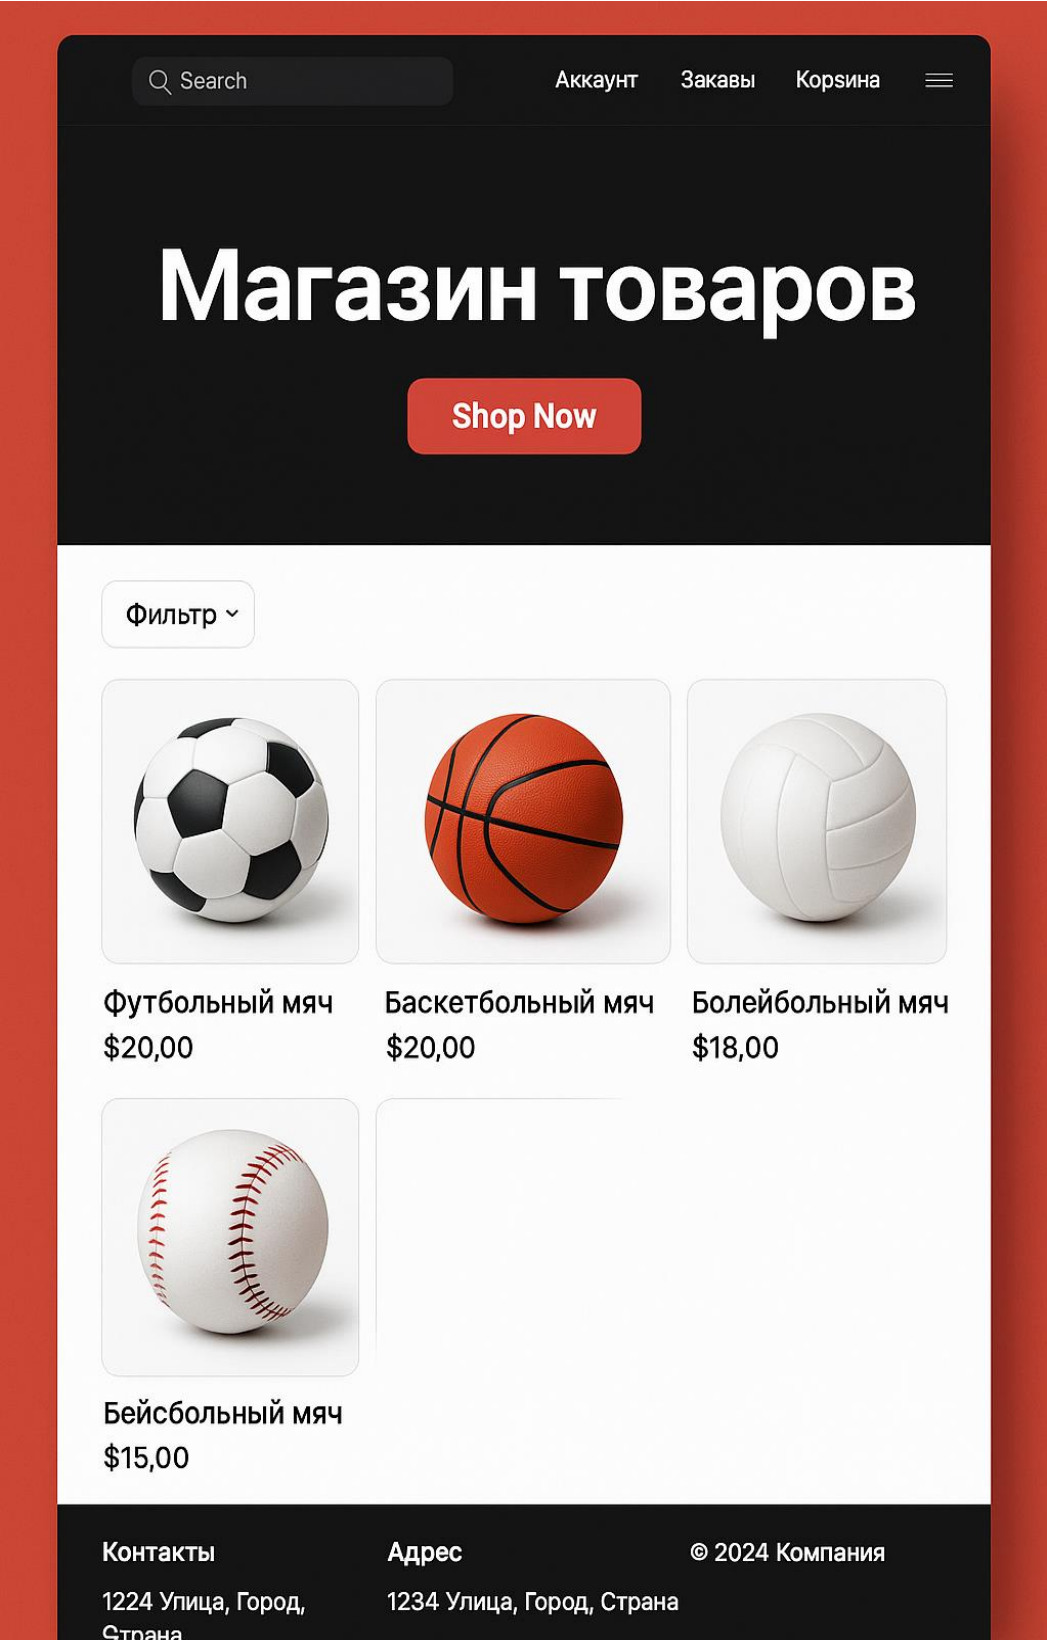 Search
Аккаунт
Закавы
Корѕина
Магазин товаров
Shop Now
Фильтр
Футбольный мяч
$20,00
Баскетбольный мяч
$20,00
Болейбольный мяч
$18,00
Бейсбольный мяч
$15,00
Контакты
1224 Улица, Город,
Страна
Адрес
1234 Улица, Город, Страна
© 2024 Компания